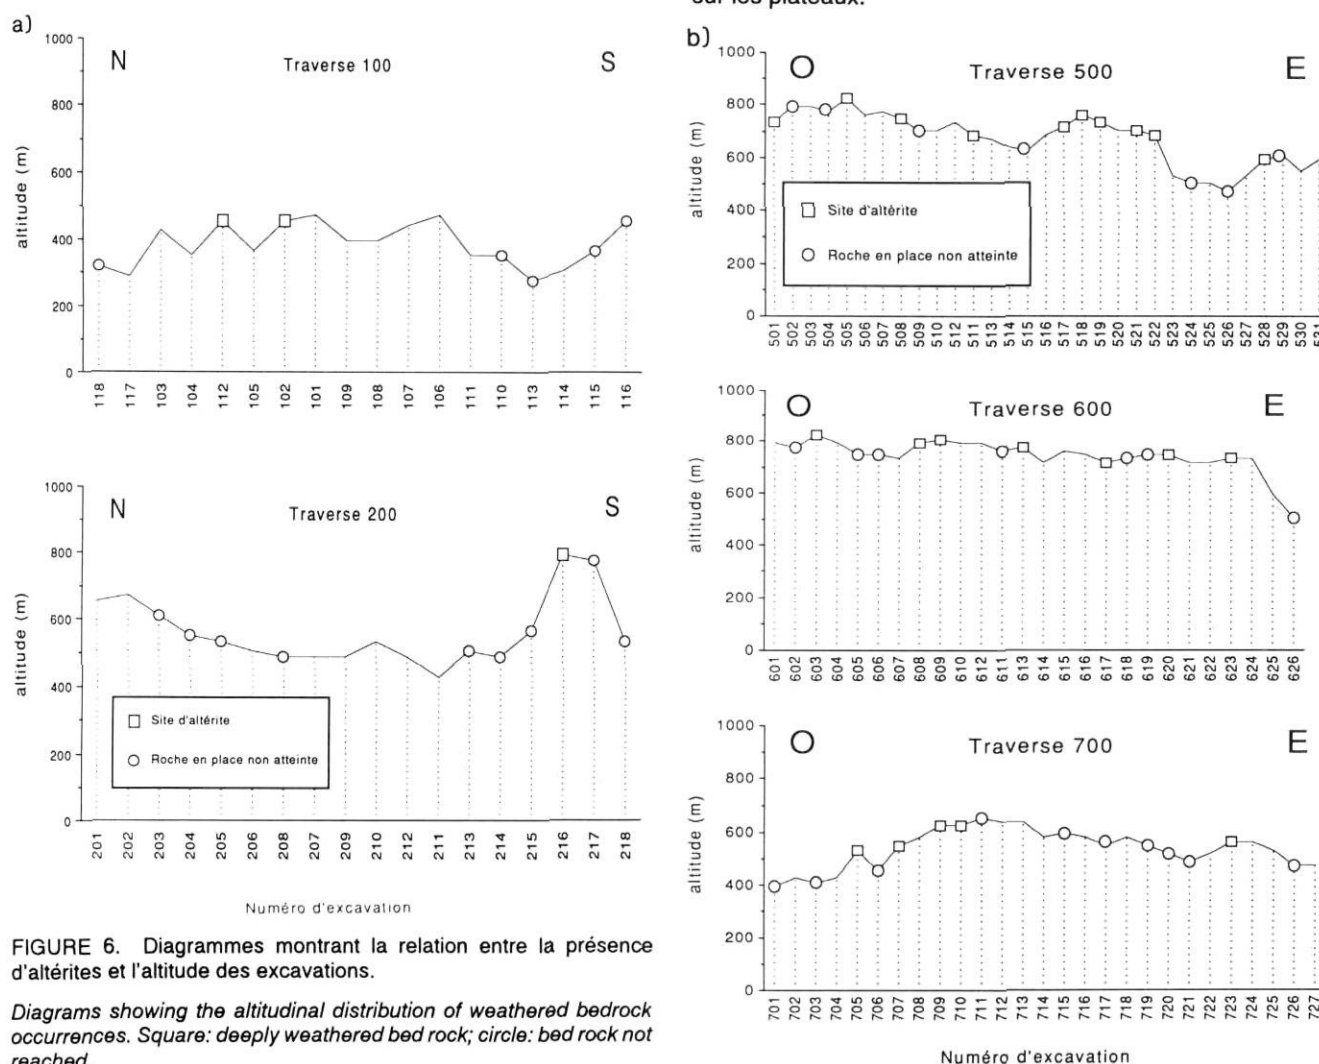 a)
1000
800
600
400
200
0
altitude (m)
N
Traverse 100
S
118 117 103 104 112 105 102 101 109 108 107 106 111 110 113 114 115 116
1000
800
600
400
200
0
altitude (m)
N
Traverse 200
S
Site d'altérite
Roche en place non atteinte
201 202 203 204 205 206 208 207 209 210 212 211 213 214 215 216 217 218
Numéro d'excavation
FIGURE 6. Diagrammes montrant la relation entre la présence
d'altérites et l'altitude des excavations.
Diagrams showing the altitudinal distribution of weathered bedrock
occurrences. Square: deeply weathered bed rock; circle: bed rock not
reached
sur les plateaux.
b)
1000
800
600
400
200
0
altitude (m)
O
Traverse 500
E
Site d'altèrite
Roche en place non atteinte
501 502 503 504 505 506 507 508 509 510 512 511 513 514 515 516 517 518 519 520 521 522 523 524 525 526 527 528 529 530 531
1000
800
600
400
200
0
altitude (m)
O
Traverse 600
E
601 602 603 604 605 606 607 608 609 610 612 611 613 614 615 616 617 618 619 620 621 622 623 624 625 626
1000
800
600
400
200
0
altitude (m)
O
Traverse 700
E
701 702 703 704 705 706 707 708 709 710 711 712 713 714 715 716 717 718 719 720 721 722 723 724 725 726 727
Numéro d'excavation